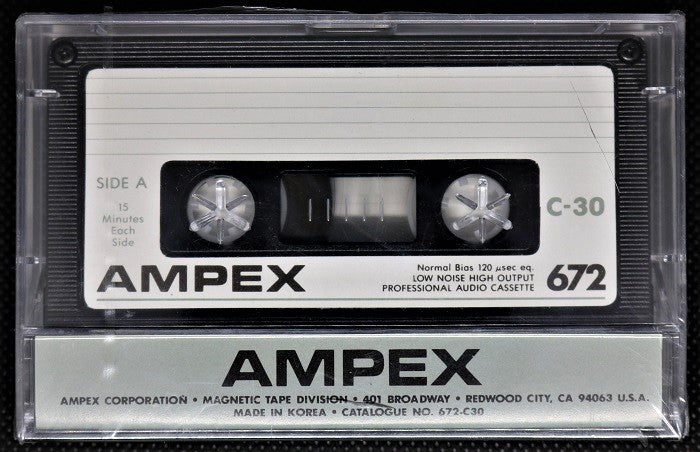 SIDE A
15
Minutes
Each
Side
C-30
AMPEX
Normal Bias 120 µsec eq.
LOW NOISE HIGH OUTPUT
PROFESSIONAL AUDIO CASSETTE
672
AMPEX
AMPEX CORPORATION • MAGNETIC TAPE DIVISION • 401 BROADWAY • REDWOOD CITY, CA 94063 U.S.A.
MADE IN KOREA • CATALOGUE NO. 672-C30